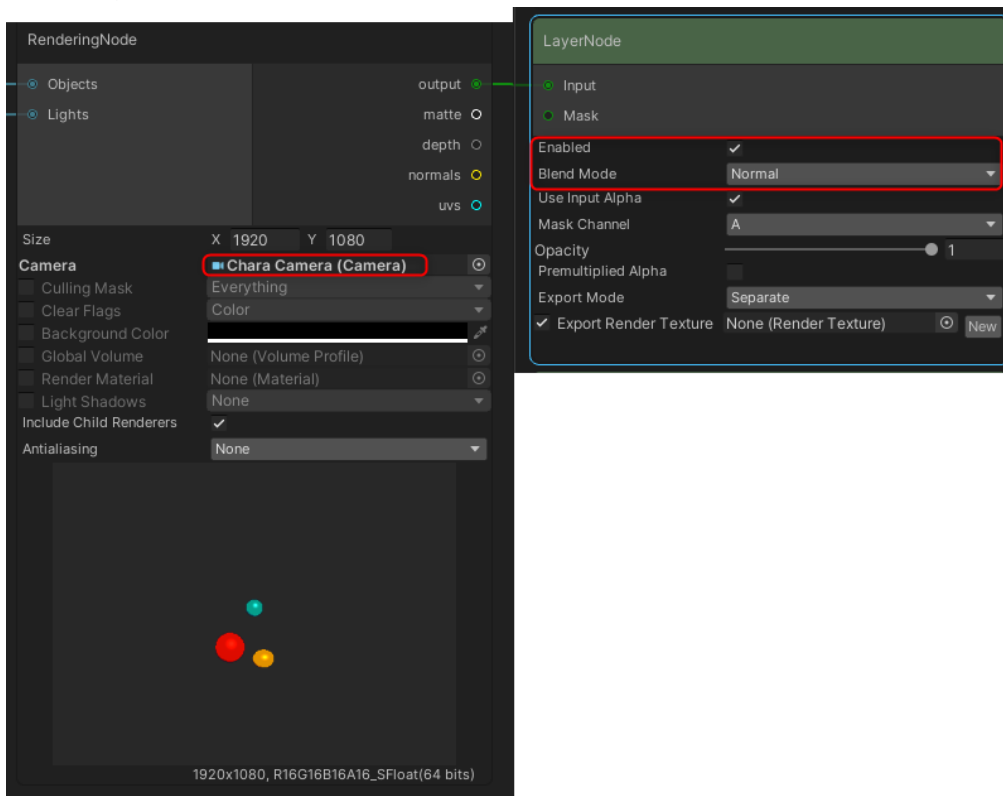 RenderingNode
Objects
Lights
output
matte
depth
normals
uvs
Size X 1920 Y 1080
Camera Chara Camera (Camera)
Culling Mask Everything
Clear Flags Color
Background Color
Global Volume None (Volume Profile)
Render Material None (Material)
Light Shadows None
Include Child Renderers
Antialiasing None
1920x1080, R16G16B16A16_SFloat(64 bits)
LayerNode
Input
Mask
Enabled
Blend Mode Normal
Use Input Alpha
Mask Channel A
Opacity 1
Premultiplied Alpha
Export Mode Separate
Export Render Texture None (Render Texture) New